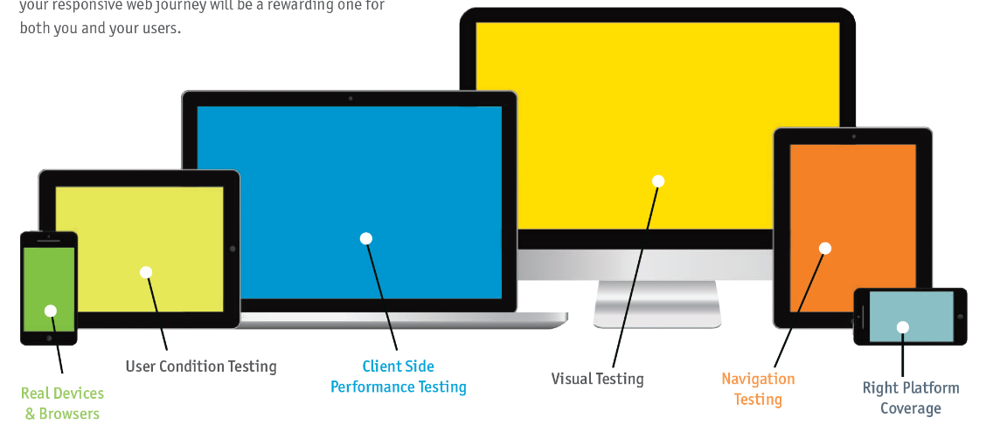 your responsive web journey will be a rewarding one for
both you and your users.
User Condition Testing
Client Side
Performance Testing
Visual Testing
Navigation
Testing
Right Platform
Coverage
Real Devices
& Browsers